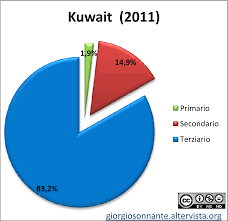 Kuwait (2011)
1,9%
14,9%
83,2%
Primario
Secondario
Terziario
giorgiosonnante.altervista.org